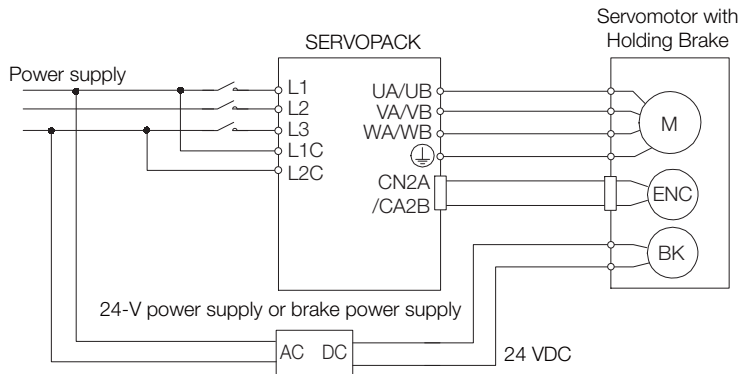 Servomotor with
Holding Brake
SERVOPACK
Power supply
L1
L2
L3
L1C
L2C
UA/UB
VA/VB
WA/WB
CN2A
/CA2B
M
ENC
BK
24-V power supply or brake power supply
AC DC
24 VDC